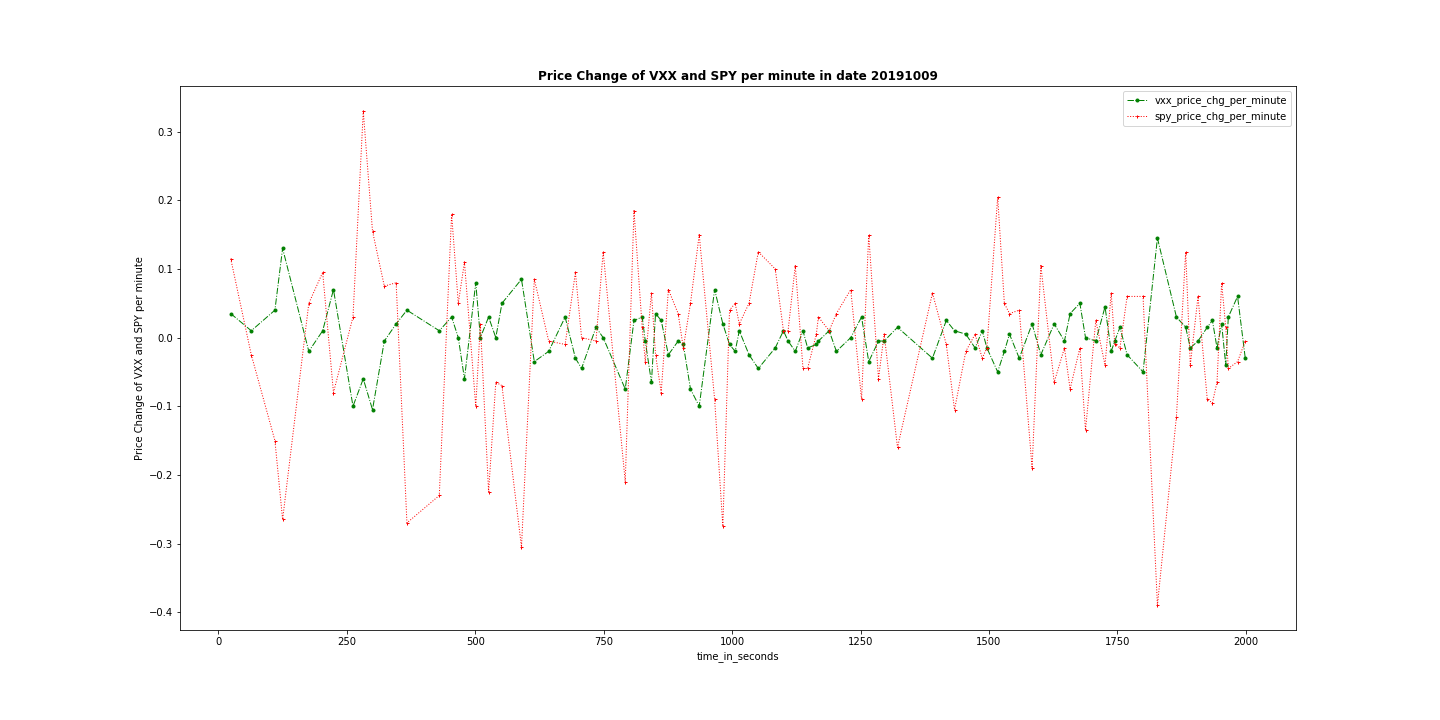 Price Change of VXX and SPY per minute in date 20191009
vxx_price_chg_per_minute
spy_price_chg_per_minute
Price Change of VXX and SPY per minute
0.3
0.2
0.1
0.0
−0.1
−0.2
−0.3
−0.4
0 250 500 750 1000 1250 1500 1750 2000
time_in_seconds